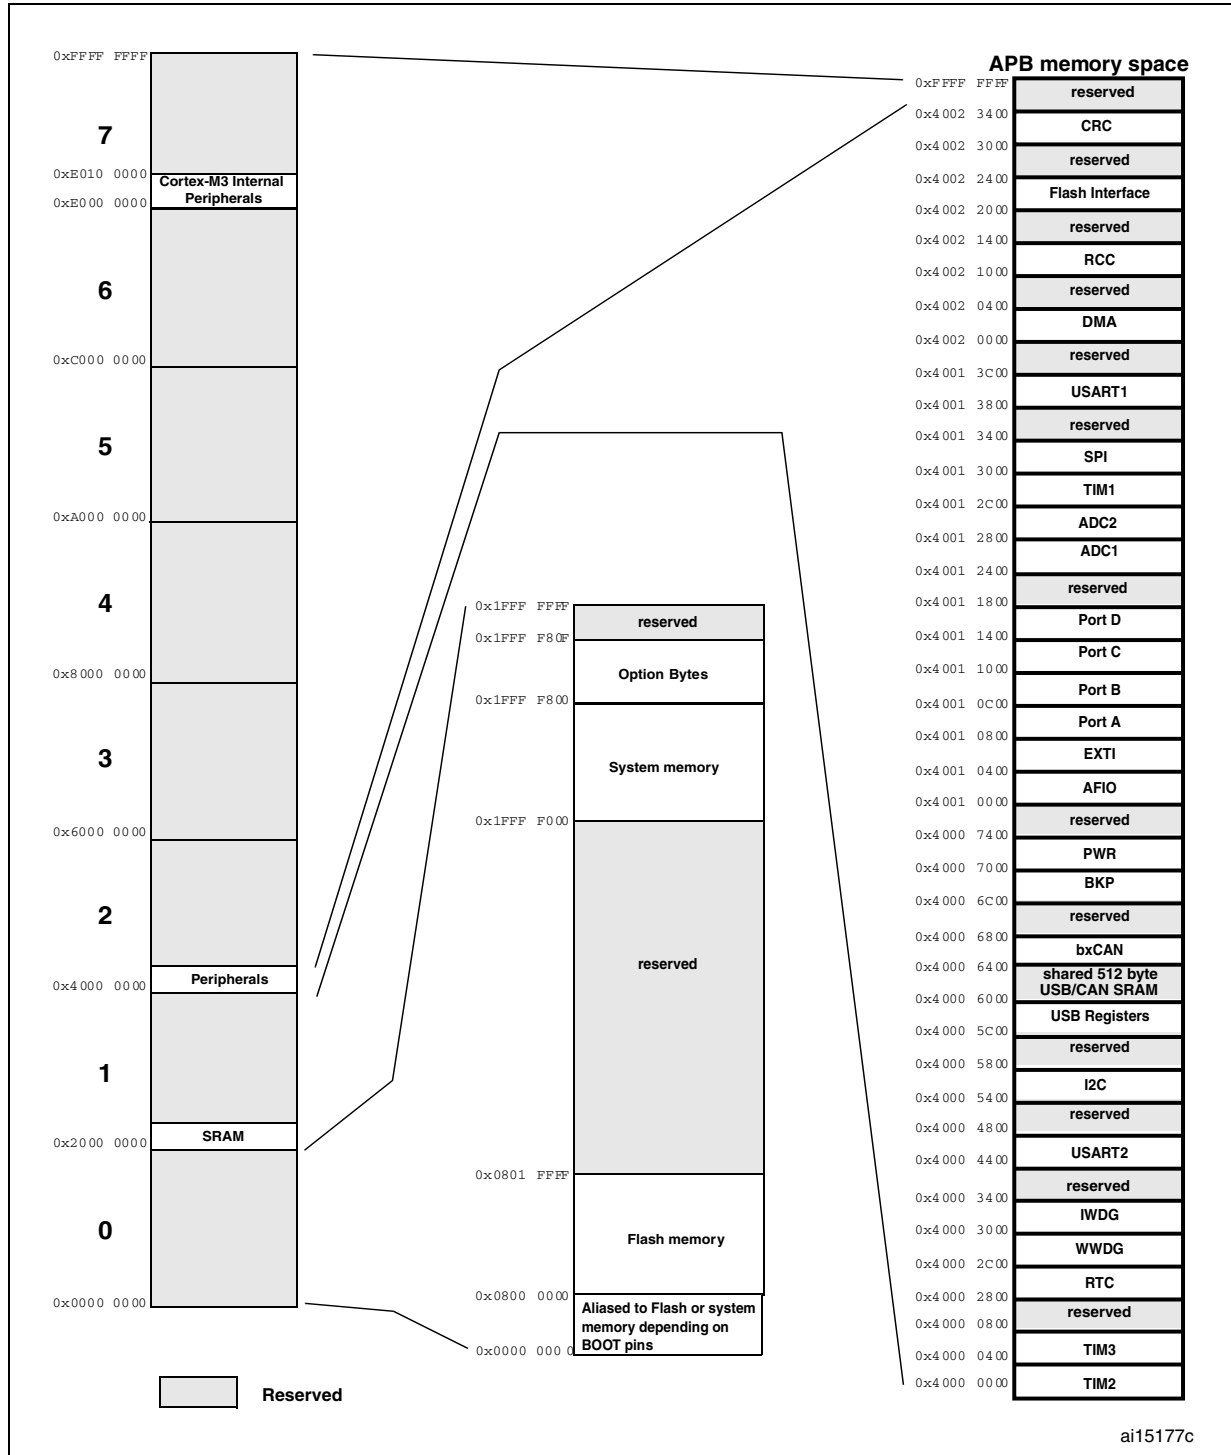 0xFFFF FFFF
7
0xE010 0000
Cortex-M3 Internal
Peripherals
0xE000 0000
6
0xC000 0000
5
0xA000 0000
4
0x8000 0000
3
0x6000 0000
2
Peripherals
0x4000 0000
1
SRAM
0x2000 0000
0
0x0000 0000
Reserved
0x1FFF FFFF
reserved
0x1FFF F80F
Option Bytes
0x1FFF F800
System memory
0x1FFF F000
reserved
0x0801 FFFF
Flash memory
0x0800 0000
Aliased to Flash or system
memory depending on
BOOT pins
0x0000 0000
APB memory space
0xFFFF FFFF
reserved
0x4002 3400
CRC
0x4002 3000
reserved
0x4002 2400
Flash Interface
0x4002 2000
reserved
0x4002 1400
RCC
0x4002 1000
reserved
0x4002 0400
DMA
0x4002 0000
reserved
0x4001 3C00
USART1
0x4001 3800
reserved
0x4001 3400
SPI
0x4001 3000
TIM1
0x4001 2C00
ADC2
0x4001 2800
ADC1
0x4001 2400
reserved
0x4001 1800
Port D
0x4001 1400
Port C
0x4001 1000
Port B
0x4001 0C00
Port A
0x4001 0800
EXTI
0x4001 0400
AFIO
0x4001 0000
reserved
0x4000 7400
PWR
0x4000 7000
BKP
0x4000 6C00
reserved
0x4000 6800
bxCAN
0x4000 6400
shared 512 byte
USB/CAN SRAM
0x4000 6000
USB Registers
0x4000 5C00
reserved
0x4000 5800
I2C
0x4000 5400
reserved
0x4000 4800
USART2
0x4000 4400
reserved
0x4000 3400
IWDG
0x4000 3000
WWDG
0x4000 2C00
RTC
0x4000 2800
reserved
0x4000 0800
TIM3
0x4000 0400
TIM2
0x4000 0000
ai15177c